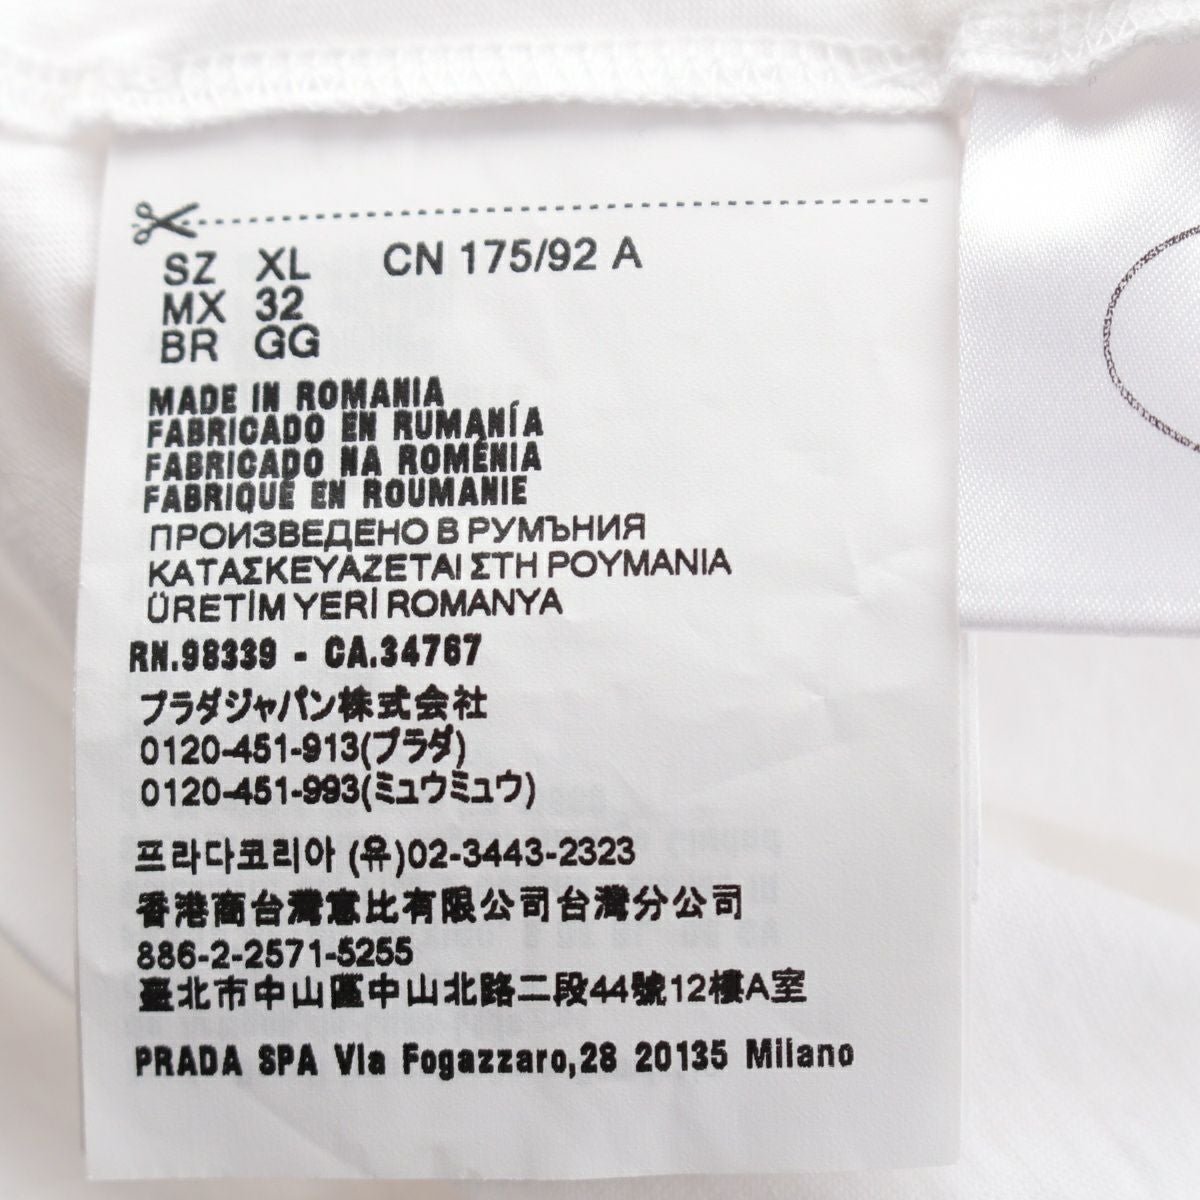 SZ XL CN 175/92 A
MX 32
BR GG
MADE IN ROMANIA
FABRICADO EN RUMANÍA
FABRICADO NA ROMÉNIA
FABRIQUÉ EN ROUMANIE
ПРОИЗВЕДЕНО В РУМЪНИЯ
ΚΑΤΑΣΚΕΥΑΖΕΤΑΙ ΣΤΗ ΡΟΥΜΑΝΙΑ
ÜRETİM YERİ ROMANYA
RN.98339 - CA.34767
プラダジャパン株式会社
0120-451-913(プラダ)
0120-451-993(ミュウミュウ)
프라다코리아 (유)02-3443-2323
香港商台灣意比有限公司台灣分公司
886-2-2571-5255
臺北市中山區中山北路二段44號12樓A室
PRADA SPA Via Fogazzaro,28 20135 Milano